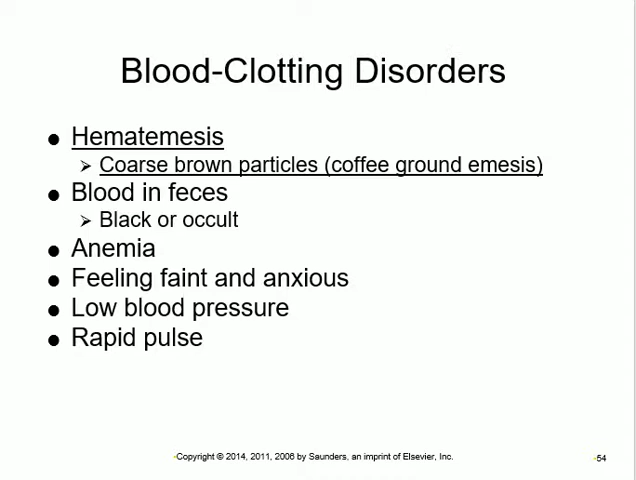 Blood-Clotting Disorders
● Hematemesis
➢ Coarse brown particles (coffee ground emesis)
● Blood in feces
➢ Black or occult
● Anemia
● Feeling faint and anxious
● Low blood pressure
● Rapid pulse
•Copyright © 2014, 2011, 2006 by Saunders, an imprint of Elsevier, Inc.
•54